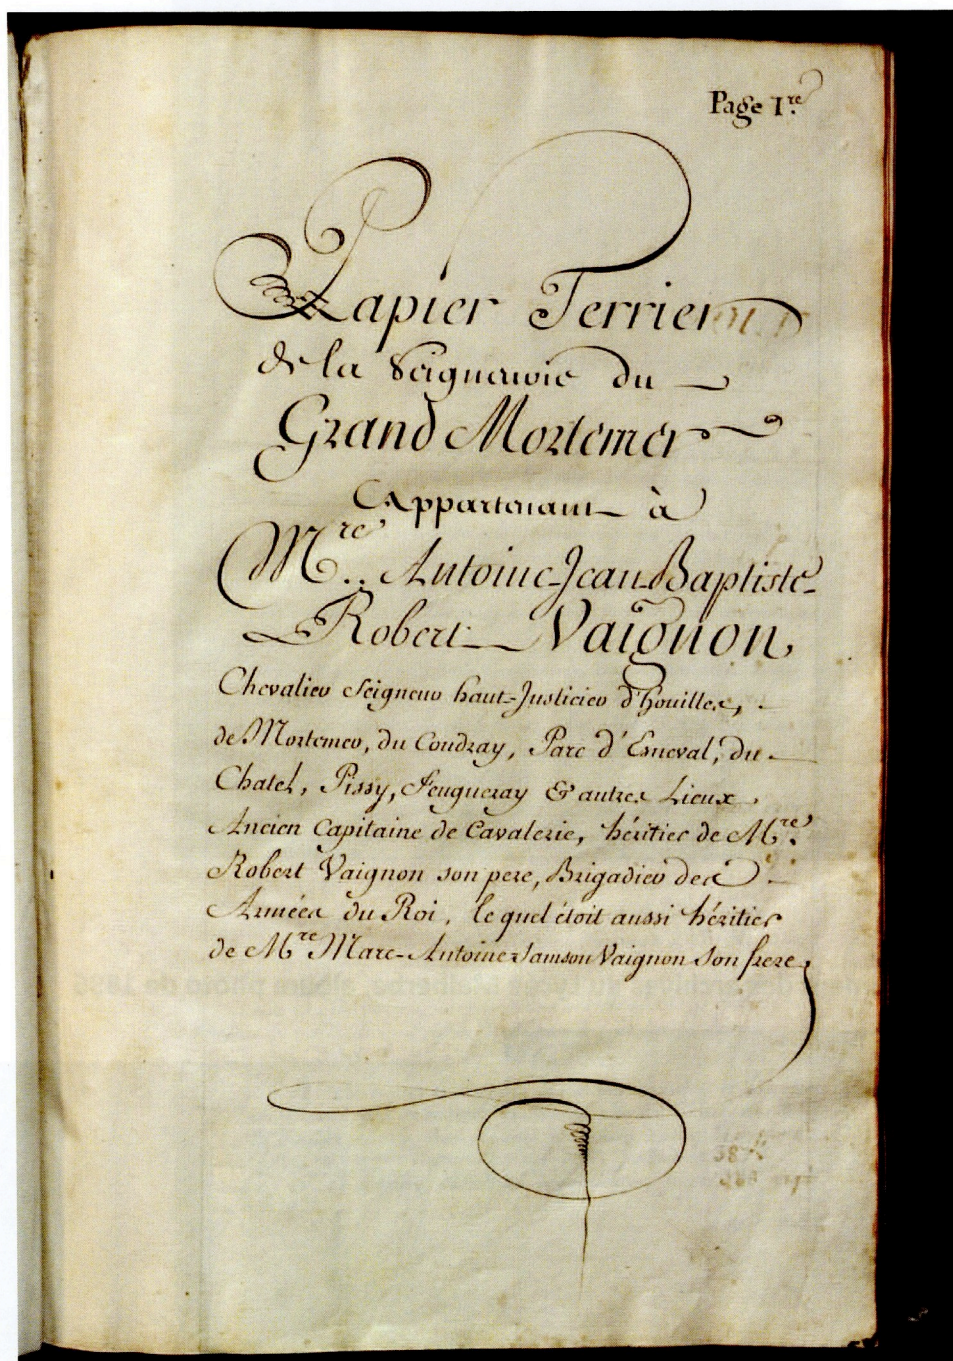 Page 1.re
Papier Terrier
de la Seigneurie du
Grand Mortemer
Appartenant à
M.re Antoine-Jean-Baptiste-
Robert Vaignon,
Chevalier Seigneur haut-Justicier d'houilles,
de Mortemer, du Coudray, Parc d'Esneval, du
Chatel, Pissy, Feugueray & autres Lieux,
Ancien Capitaine de Cavalerie, héritier de M.re
Robert Vaignon son pere, Brigadier des
Armées du Roi, le quel étoit aussi héritier
de M.re Marc-Antoine Samson Vaignon son frere,